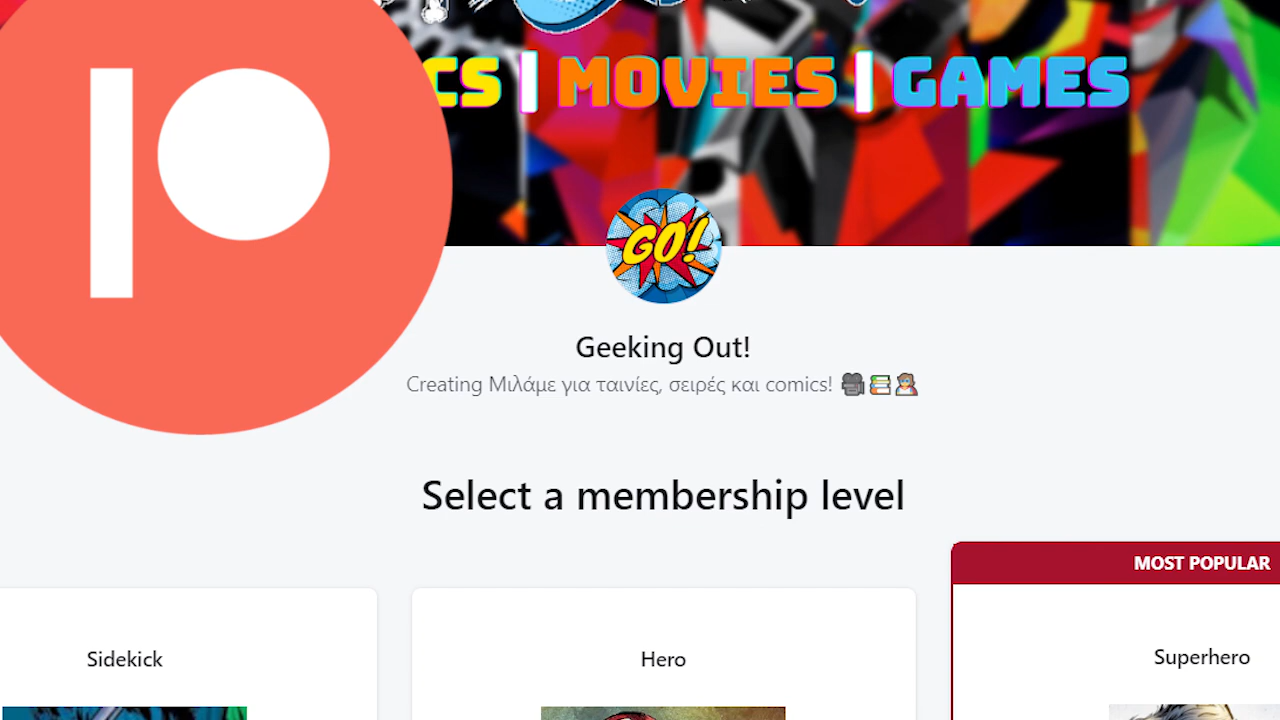 CS | MOVIES | GAMES
GO!
Geeking Out!
Creating Μιλάμε για ταινίες, σειρές και comics! 🎥📚🦸
Select a membership level
MOST POPULAR
Sidekick
Hero
Superhero